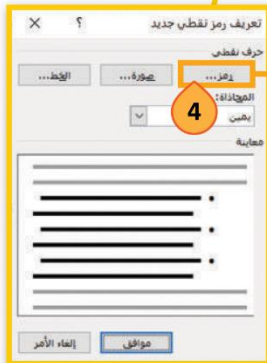 تعريف رمز نقطي جديد ؟ ×
حرف نقطي
رمز... صورة... الخط...
المحاذاة:
يمين
4
معاينة
موافق إلغاء الأمر